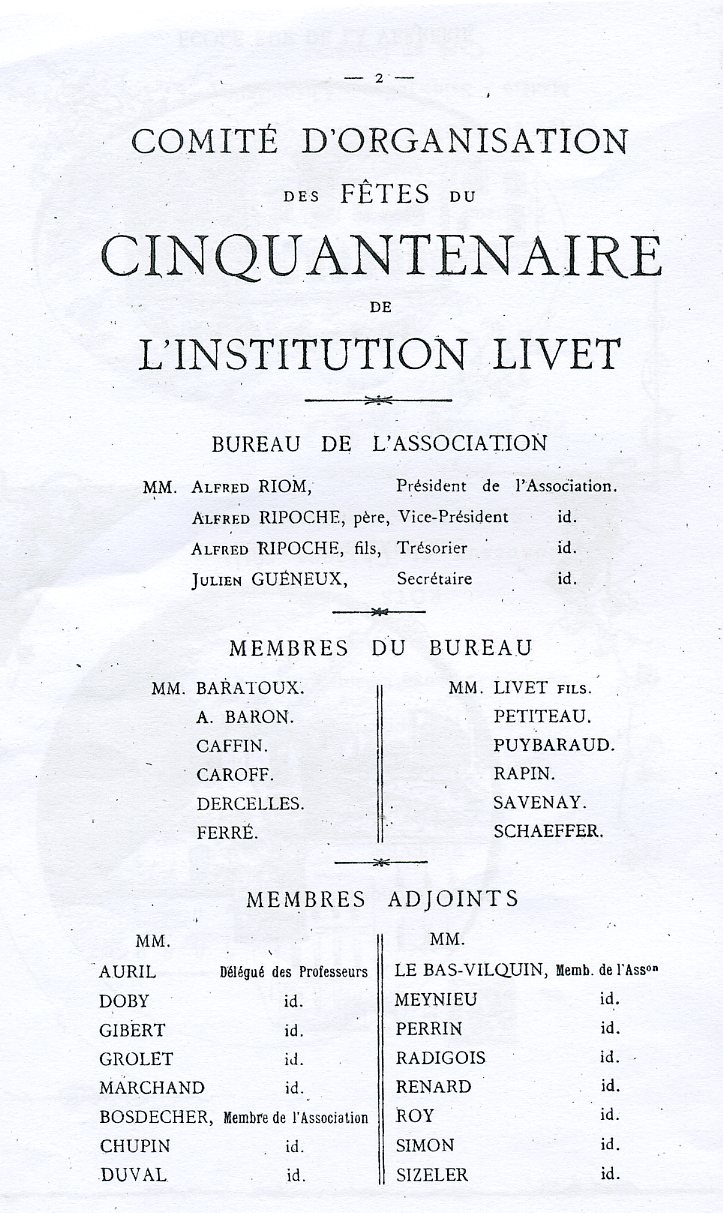 — 2 —
COMITÉ D'ORGANISATION
DES FÊTES DU
CINQUANTENAIRE
DE
L'INSTITUTION LIVET
BUREAU DE L'ASSOCIATION
MM. ALFRED RIOM, Président de l'Association.
ALFRED RIPOCHE, père, Vice-Président id.
ALFRED RIPOCHE, fils, Trésorier id.
JULIEN GUÉNEUX, Secrétaire id.
MEMBRES DU BUREAU
MM. BARATOUX.
A. BARON.
CAFFIN.
CAROFF.
DERCELLES.
FERRÉ.
MM. LIVET FILS.
PETITEAU.
PUYBARAUD.
RAPIN.
SAVENAY.
SCHAEFFER.
MEMBRES ADJOINTS
MM.
AURIL Délégué des Professeurs
DOBY id.
GIBERT id.
GROLET id.
MARCHAND id.
BOSDECHER, Membre de l'Association
CHUPIN id.
DUVAL id.
MM.
LE BAS-VILQUIN, Memb. de l'Asson
MEYNIEU id.
PERRIN id.
RADIGOIS id.
RENARD id.
ROY id.
SIMON id.
SIZELER id.